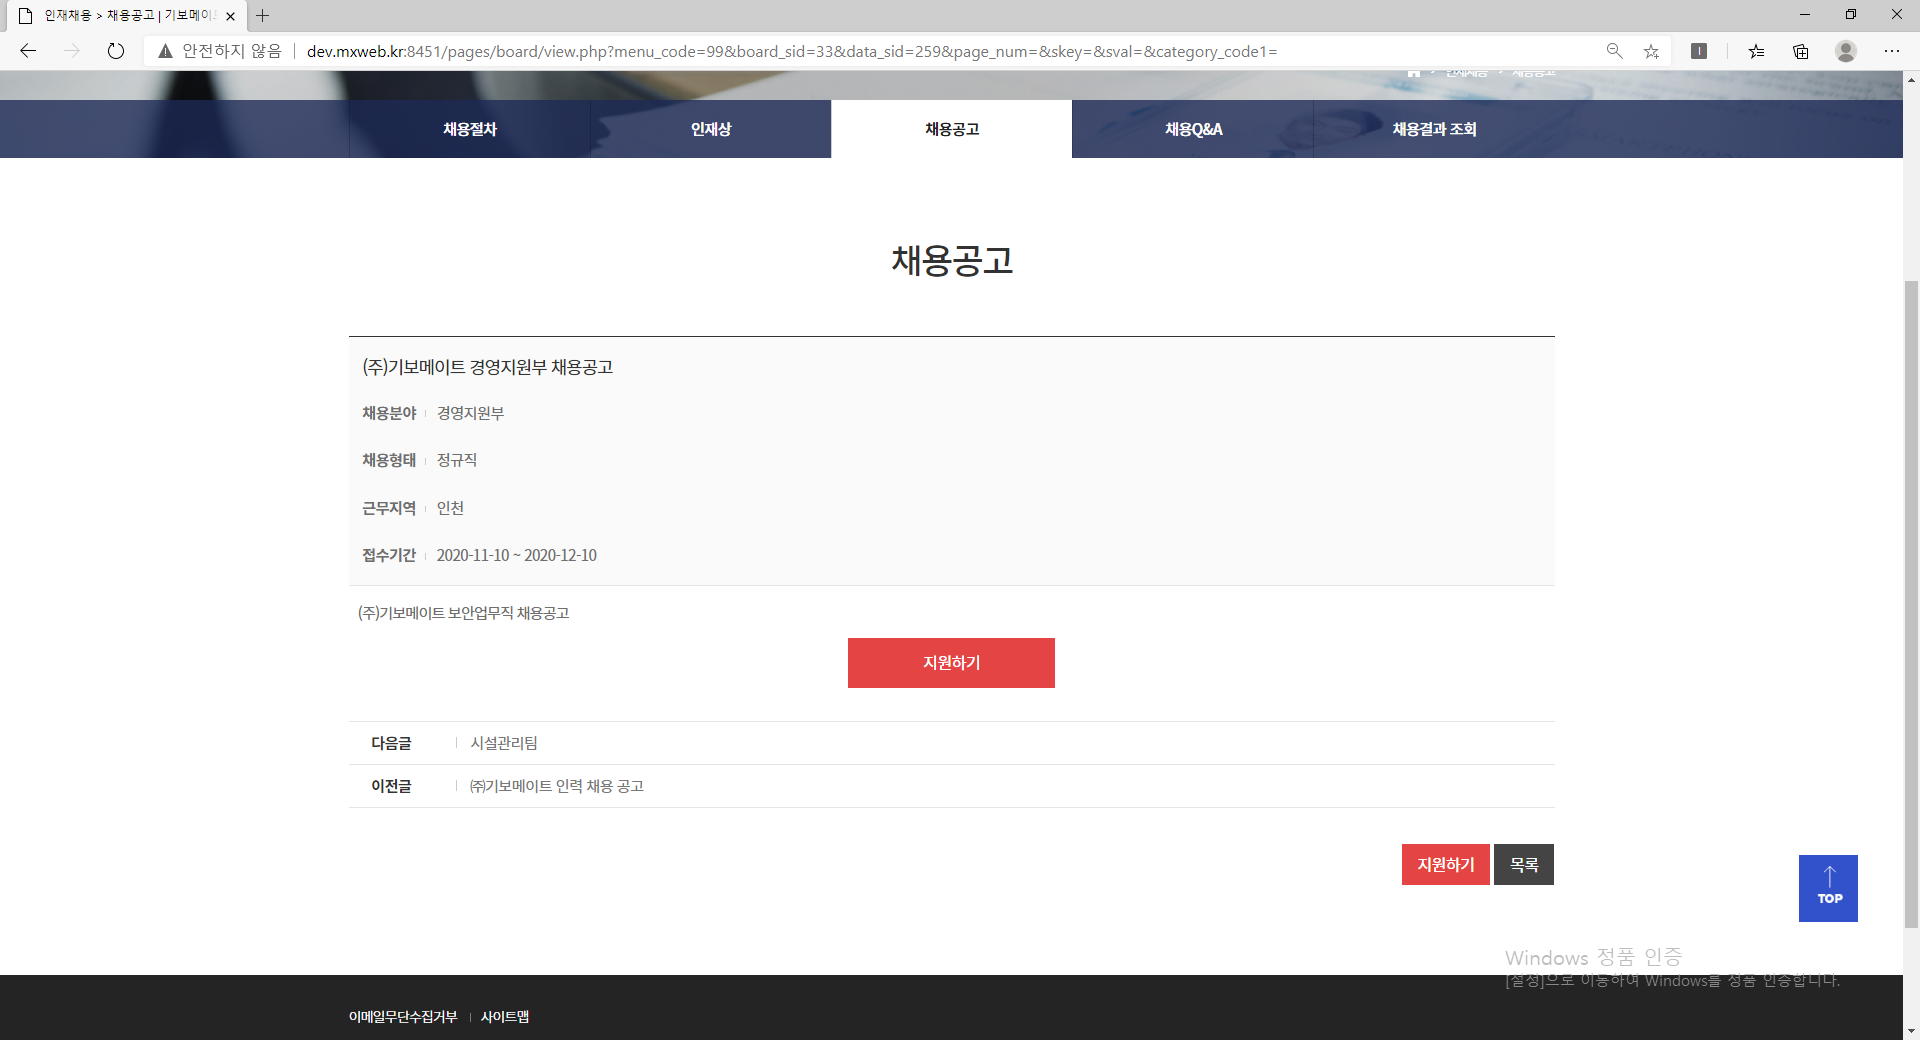 인재채용 > 채용공고 | 기보메이트
안전하지 않음 | dev.mxweb.kr:8451/pages/board/view.php?menu_code=99&board_sid=33&data_sid=259&page_num=&skey=&sval=&category_code1=
인재채용 > 채용공고
채용절차 인재상 채용공고 채용Q&A 채용결과 조회
채용공고
(주)기보메이트 경영지원부 채용공고
채용분야 경영지원부
채용형태 정규직
근무지역 인천
접수기간 2020-11-10 ~ 2020-12-10
(주)기보메이트 보안업무직 채용공고
지원하기
다음글 시설관리팀
이전글 ㈜기보메이트 인력 채용 공고
지원하기 목록
TOP
Windows 정품 인증
[설정]으로 이동하여 Windows를 정품 인증합니다.
이메일무단수집거부 | 사이트맵